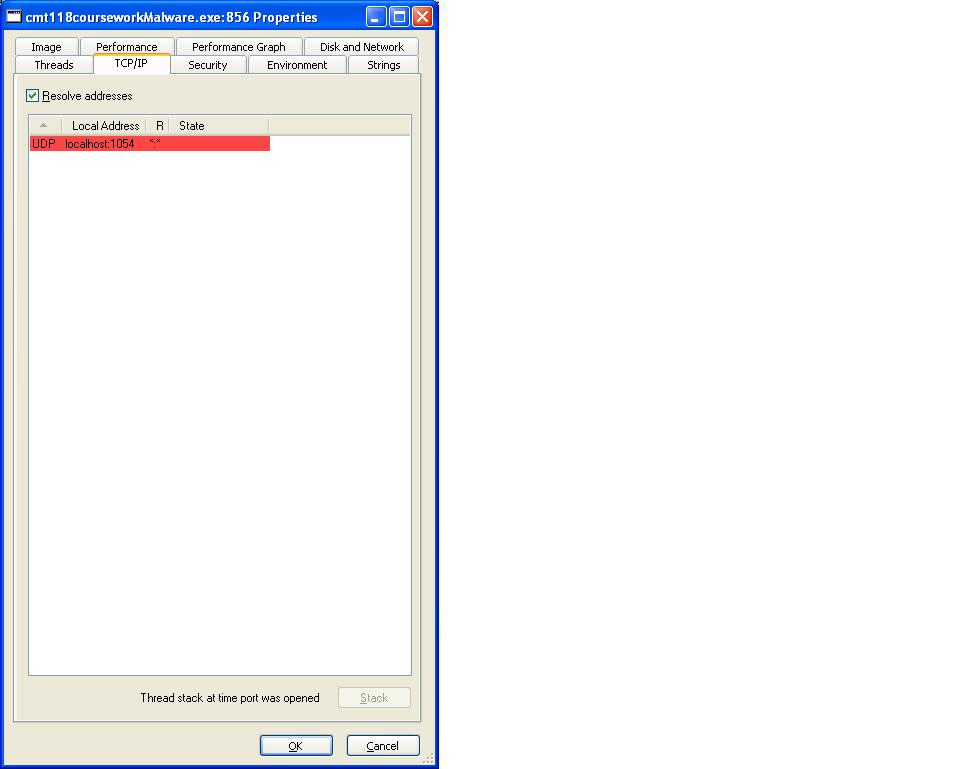 cmt118courseworkMalware.exe:856 Properties
Image Performance Performance Graph Disk and Network
Threads TCP/IP Security Environment Strings
Resolve addresses
Local Address R State
UDP localhost:1054 *:*
Thread stack at time port was opened Stack
OK Cancel